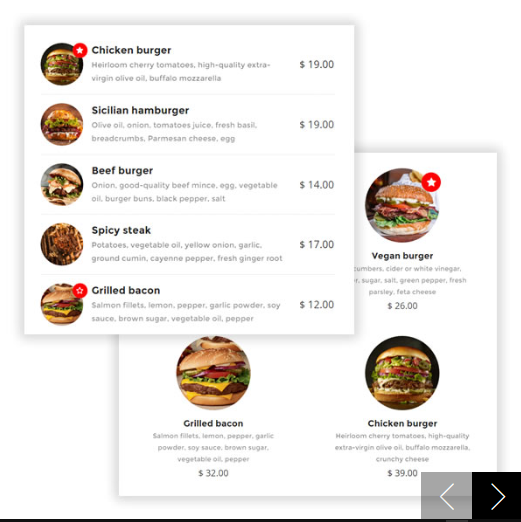 Chicken burger
Heirloom cherry tomatoes, high-quality extra-
virgin olive oil, buffalo mozzarella
$ 19.00
Sicilian hamburger
Olive oil, onion, tomatoes juice, fresh basil,
breadcrumbs, Parmesan cheese, egg
$ 19.00
Beef burger
Onion, good-quality beef mince, egg, vegetable
oil, burger buns, black pepper, salt
$ 14.00
Spicy steak
Potatoes, vegetable oil, yellow onion, garlic,
ground cumin, cayenne pepper, fresh ginger root
$ 17.00
Grilled bacon
Salmon fillets, lemon, pepper, garlic powder, soy
sauce, brown sugar, vegetable oil, pepper
$ 12.00
Vegan burger
cider or white vinegar,
sugar, salt, green pepper, fresh
parsley, feta cheese
$ 26.00
Grilled bacon
Salmon fillets, lemon, pepper, garlic
powder, soy sauce, brown sugar,
vegetable oil, pepper
$ 32.00
Chicken burger
Heirloom cherry tomatoes, high-quality
extra-virgin olive oil, buffalo mozzarella,
crunchy cheese
$ 39.00